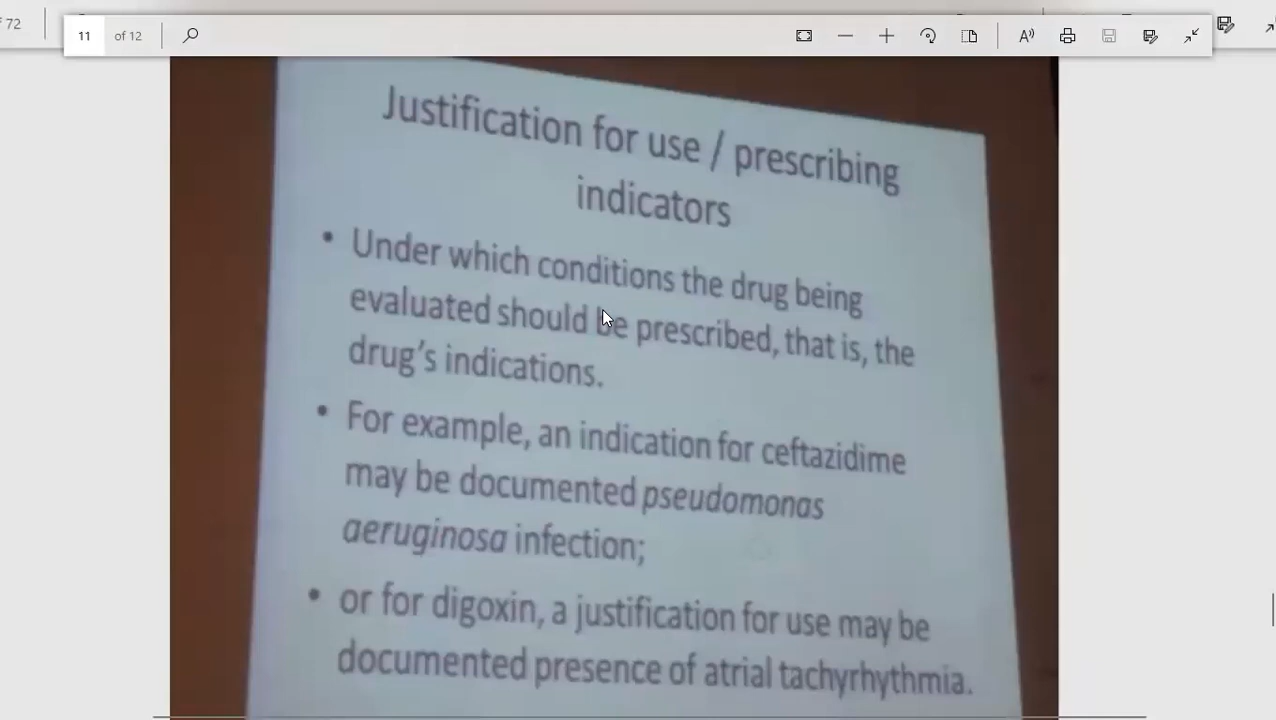 f 72
11 of 12
Justification for use / prescribing
indicators
• Under which conditions the drug being
evaluated should be prescribed, that is, the
drug's indications.
• For example, an indication for ceftazidime
may be documented pseudomonas
aeruginosa infection;
• or for digoxin, a justification for use may be
documented presence of atrial tachyrhythmia.